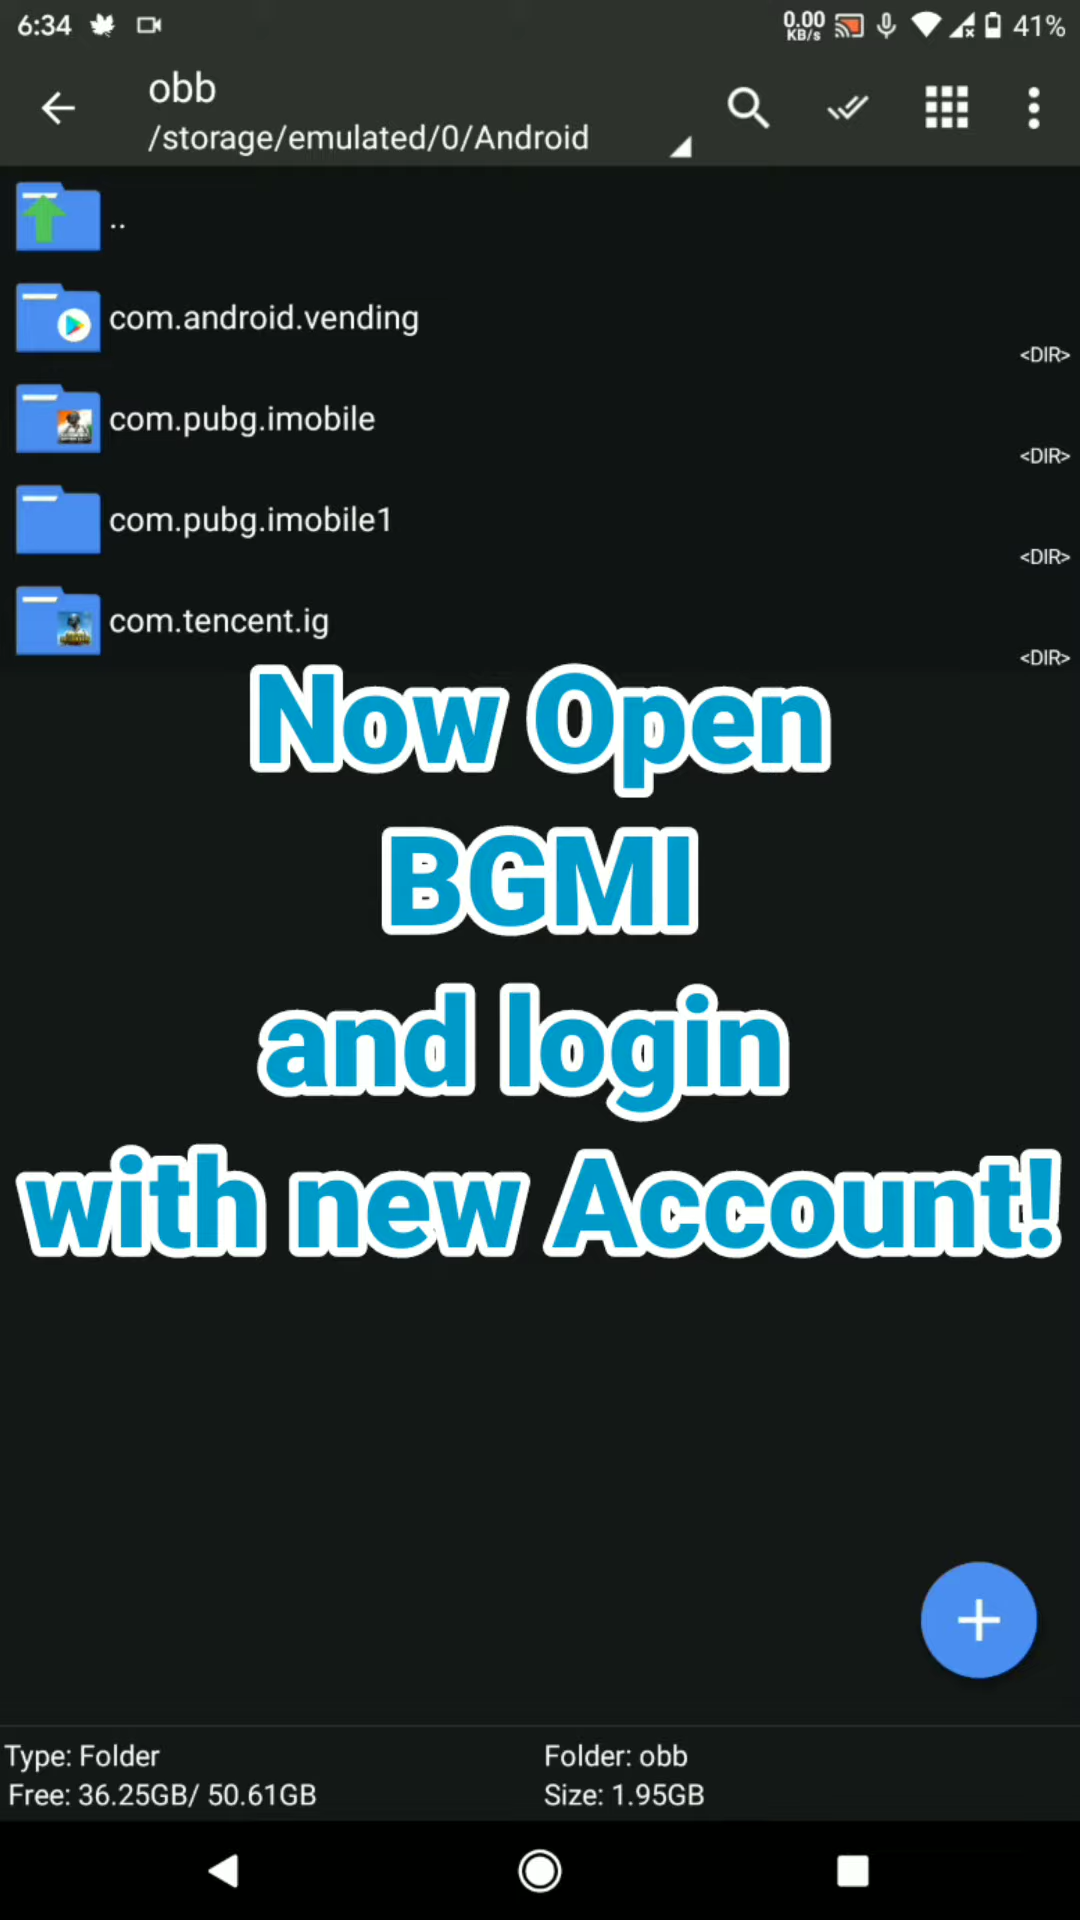 6:34
0.00
KB/s
41%
obb
/storage/emulated/0/Android
..
com.android.vending
<DIR>
com.pubg.imobile
<DIR>
com.pubg.imobile1
<DIR>
com.tencent.ig
<DIR>
Now Open
BGMI
and login
with new Account!
Type: Folder
Folder: obb
Free: 36.25GB/ 50.61GB
Size: 1.95GB